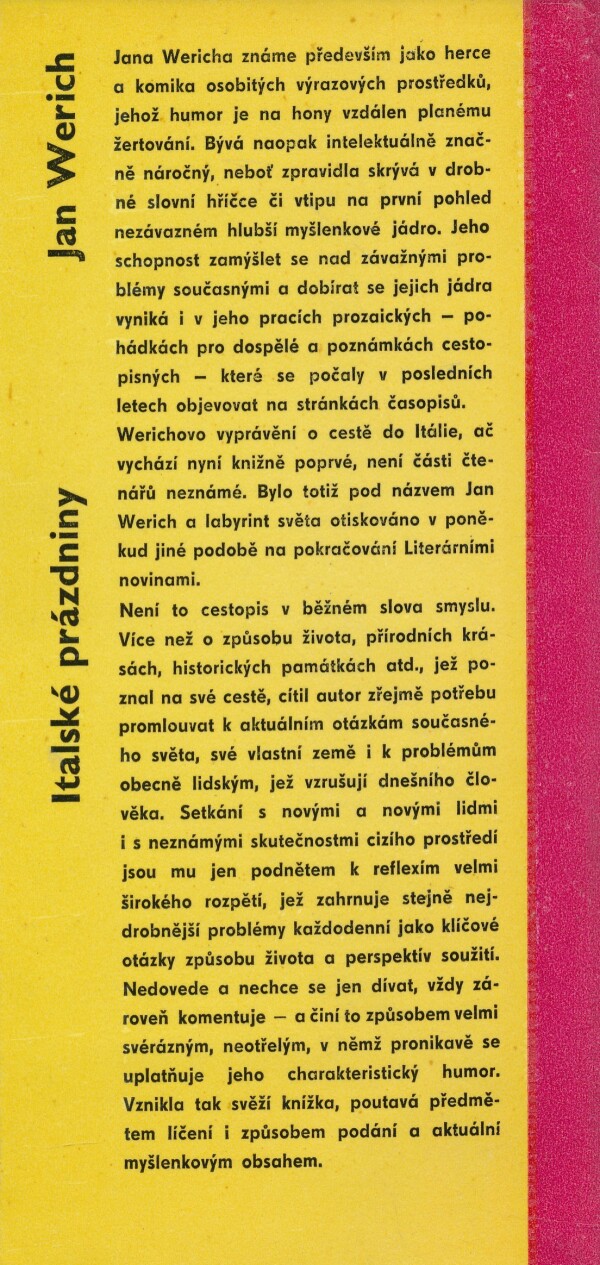 Jan Werich
Italské prázdniny
Jana Wericha známe především jako herce
a komika osobitých výrazových prostředků,
jehož humor je na hony vzdálen planému
žertování. Bývá naopak intelektuálně znač-
ně náročný, neboť zpravidla skrývá v drob-
né slovní hříčce či vtipu na první pohled
nezávazném hlubší myšlenkové jádro. Jeho
schopnost zamýšlet se nad závažnými pro-
blémy současnými a dobírat se jejich jádra
vyniká i v jeho pracích prozaických – po-
hádkách pro dospělé a poznámkách cesto-
pisných – které se počaly v posledních
letech objevovat na stránkách časopisů.
Werichovo vyprávění o cestě do Itálie, ač
vychází nyní knižně poprvé, není části čte-
nářů neznámé. Bylo totiž pod názvem Jan
Werich a labyrint světa otiskováno v poně-
kud jiné podobě na pokračování Literárními
novinami.
Není to cestopis v běžném slova smyslu.
Více než o způsobu života, přírodních krá-
sách, historických památkách atd., jež po-
znal na své cestě, cítil autor zřejmě potřebu
promlouvat k aktuálním otázkám současné-
ho světa, své vlastní země i k problémům
obecně lidským, jež vzrušují dnešního člo-
věka. Setkání s novými a novými lidmi
i s neznámými skutečnostmi cizího prostředí
jsou mu jen podnětem k reflexím velmi
širokého rozpětí, jež zahrnuje stejně nej-
drobnější problémy každodenní jako klíčové
otázky způsobu života a perspektiv soužití.
Nedovede a nechce se jen dívat, vždy zá-
roveň komentuje – a činí to způsobem velmi
svérázným, neotřelým, v němž pronikavě se
uplatňuje jeho charakteristický humor.
Vznikla tak svěží knížka, poutavá předmě-
tem líčení i způsobem podání a aktuální
myšlenkovým obsahem.